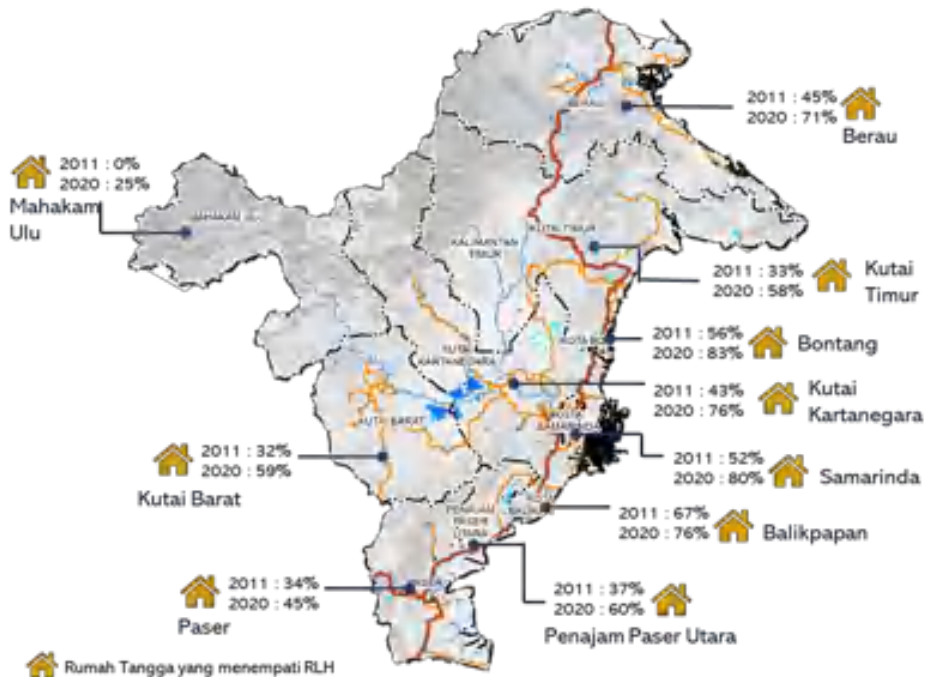 2011 : 45%
2020 : 71%
Berau
2011 : 0%
2020 : 25%
Mahakam
Ulu
KUTAI TIMUR
KALIMANTAN
TIMUR
2011 : 33%
2020 : 58%
Kutai
Timur
2011 : 56%
2020 : 83%
Bontang
KUTAI
KARTANEGARA
2011 : 43%
2020 : 76%
Kutai
Kartanegara
KUTAI BARAT
KOTA
SAMARINDA
2011 : 52%
2020 : 80%
Samarinda
2011 : 32%
2020 : 59%
Kutai Barat
2011 : 67%
2020 : 76%
Balikpapan
PENAJAM
PASER
UTARA
2011 : 34%
2020 : 45%
Paser
2011 : 37%
2020 : 60%
Penajam Paser Utara
Rumah Tangga yang menempati RLH